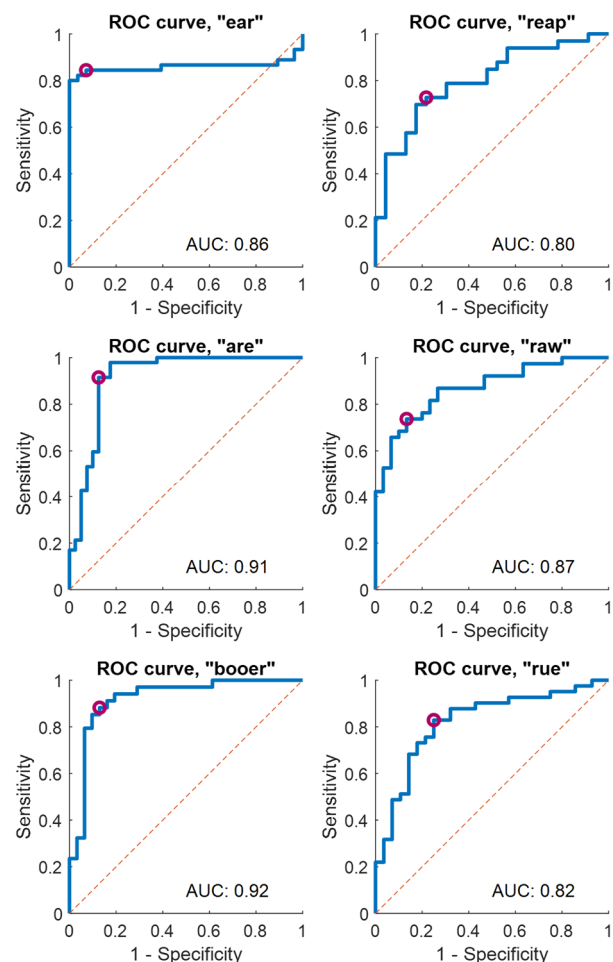 ROC curve, "ear"
1
0.8
0.6
0.4
0.2
0
Sensitivity
AUC: 0.86
0 0.2 0.4 0.6 0.8 1
1 - Specificity
ROC curve, "reap"
1
0.8
0.6
0.4
0.2
0
Sensitivity
AUC: 0.80
0 0.2 0.4 0.6 0.8 1
1 - Specificity
ROC curve, "are"
1
0.8
0.6
0.4
0.2
0
Sensitivity
AUC: 0.91
0 0.2 0.4 0.6 0.8 1
1 - Specificity
ROC curve, "raw"
1
0.8
0.6
0.4
0.2
0
Sensitivity
AUC: 0.87
0 0.2 0.4 0.6 0.8 1
1 - Specificity
ROC curve, "booer"
1
0.8
0.6
0.4
0.2
0
Sensitivity
AUC: 0.92
0 0.2 0.4 0.6 0.8 1
1 - Specificity
ROC curve, "rue"
1
0.8
0.6
0.4
0.2
0
Sensitivity
AUC: 0.82
0 0.2 0.4 0.6 0.8 1
1 - Specificity